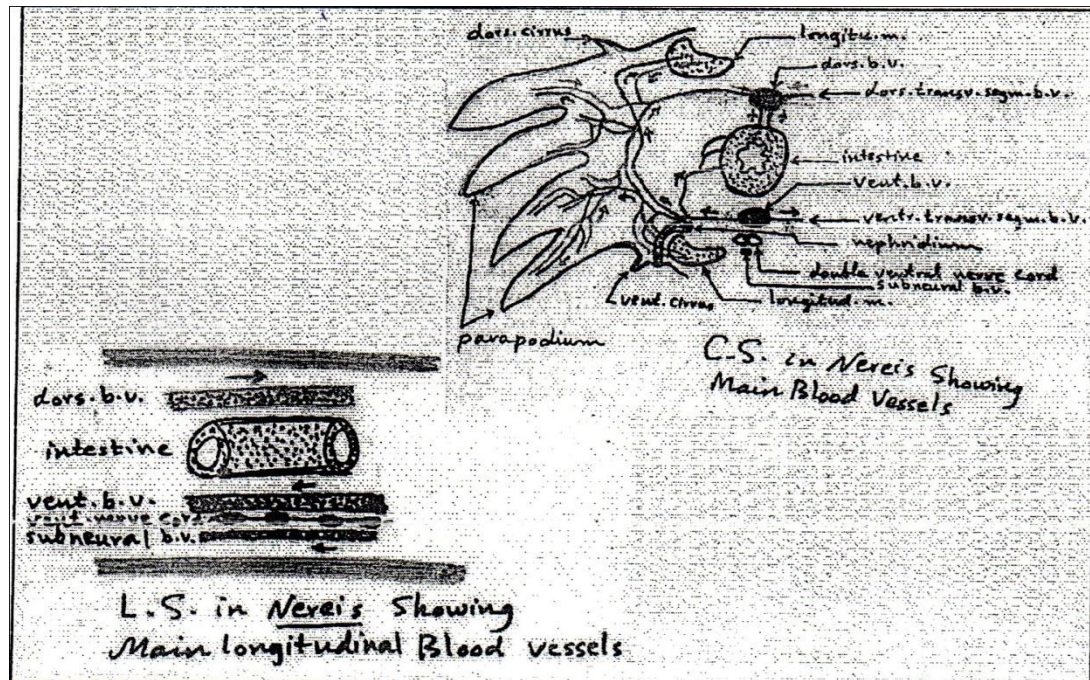 dors.cirrus
longitu.m.
dors.b.v.
dors.transv.segm.b.v.
intestine
vent.b.v.
ventr.transv.segm.b.v.
nephridium
double ventral nerve cord
subneural b.v.
longitud.m.
vent.cirrus
parapodium
C.S. in Nereis Showing
Main Blood Vessels
dors.b.v.
intestine
vent.b.v.
vent.nerve cord
subneural b.v.
L.S. in Nereis Showing
Main longitudinal Blood vessels